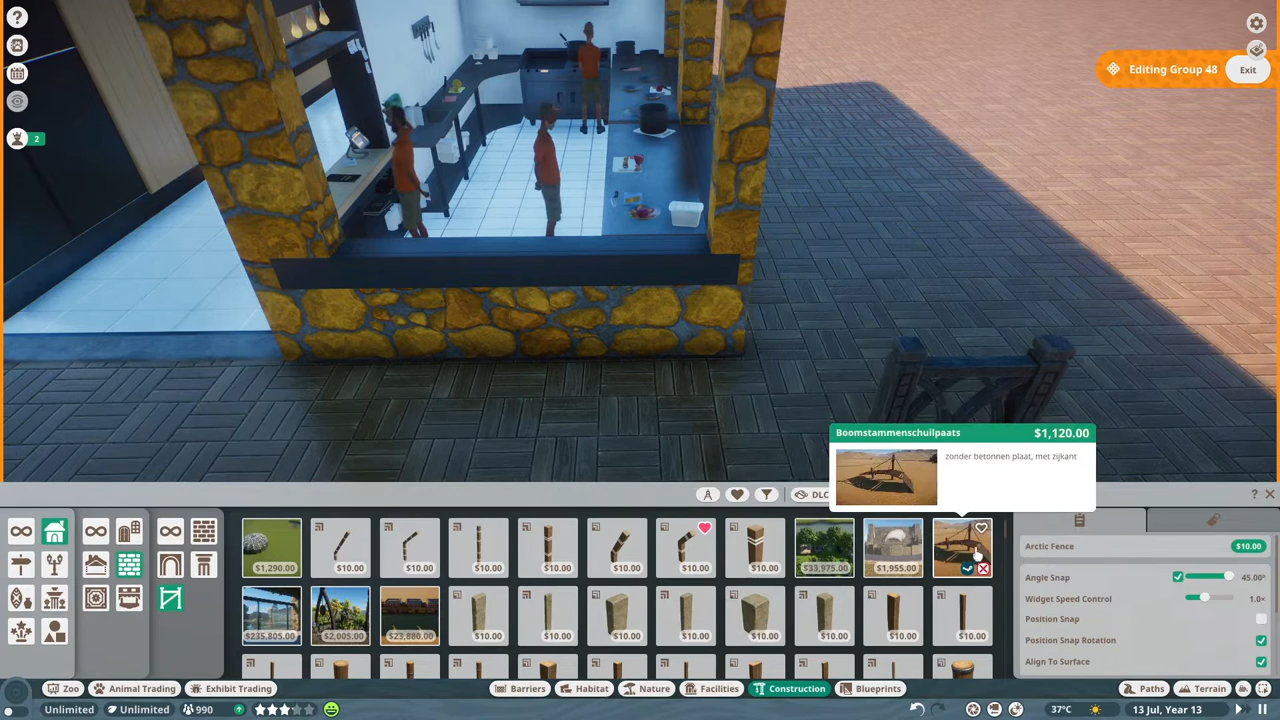 ?
Editing Group 48
Exit
2
Boomstammenschuilpaats
$1,120.00
zonder betonnen plaat, met zijkant
DLC
?
$1,290.00
$10.00
$10.00
$10.00
$10.00
$10.00
$10.00
$10.00
$33,975.00
$1,955.00
Arctic Fence
$10.00
Angle Snap
45.00°
Widget Speed Control
1.0×
Position Snap
Position Snap Rotation
Align To Surface
$235,805.00
$2,005.00
$23,880.00
$10.00
$10.00
$10.00
$10.00
$10.00
$10.00
$10.00
$10.00
Zoo
Animal Trading
Exhibit Trading
Barriers
Habitat
Nature
Facilities
Construction
Blueprints
Paths
Terrain
Unlimited
Unlimited
990
37°C
13 Jul, Year 13